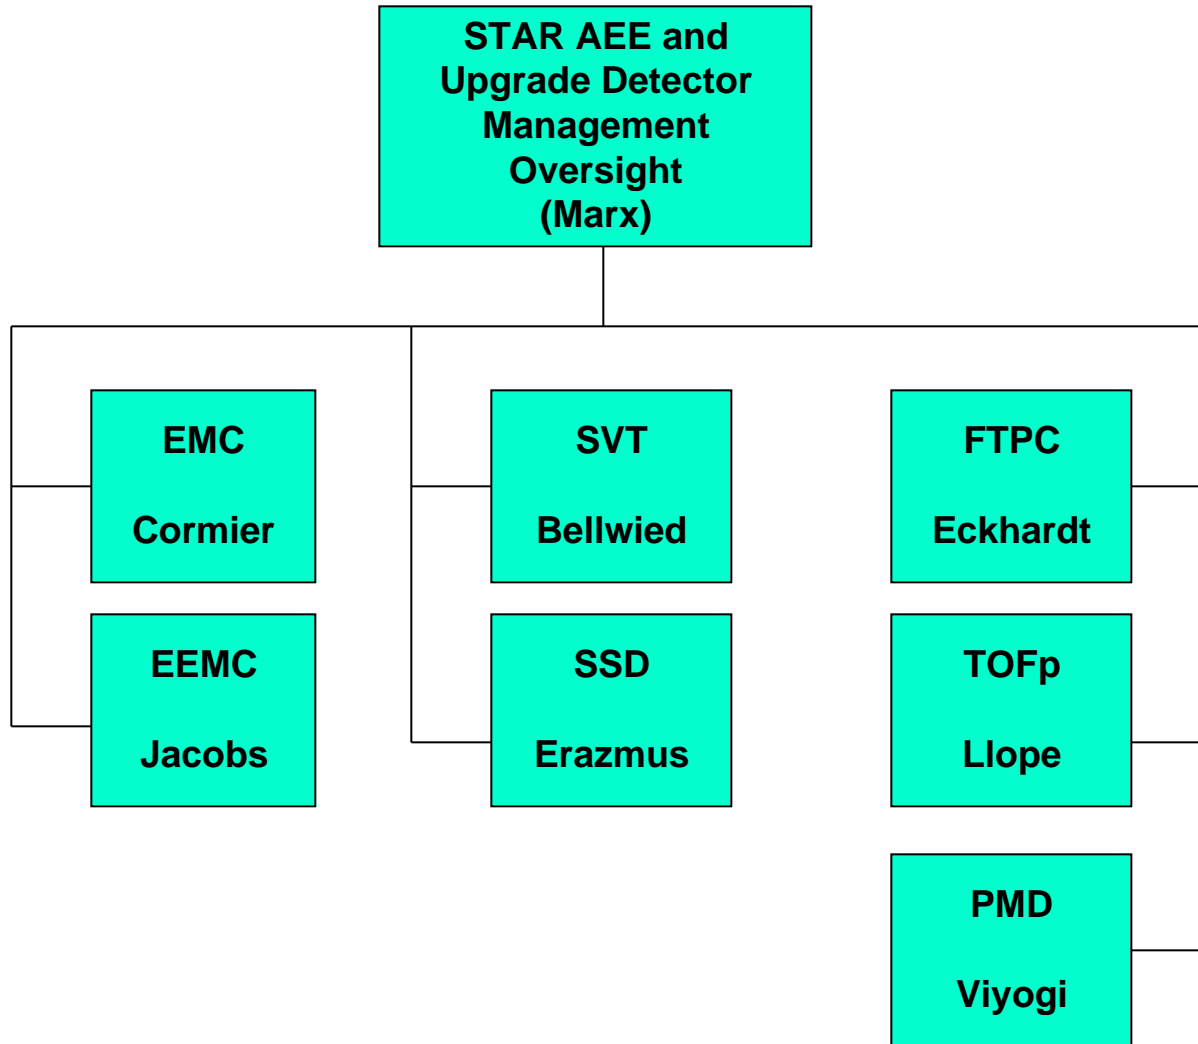 STAR AEE and
Upgrade Detector
Management
Oversight
(Marx)
EMC
Cormier
SVT
Bellwied
FTPC
Eckhardt
EEMC
Jacobs
SSD
Erazmus
TOFp
Llope
PMD
Viyogi